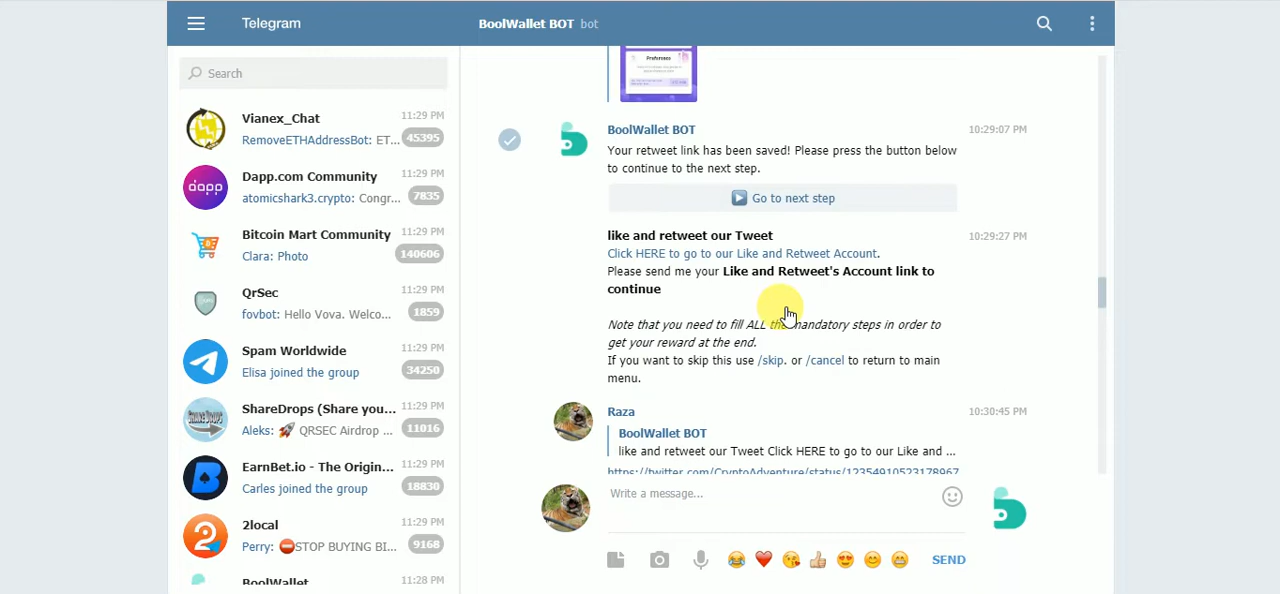 Telegram
BoolWallet BOT bot
Search
Vianex_Chat 11:29 PM
RemoveETHAddressBot: ET... 45395
Dapp.com Community 11:29 PM
dapp
atomicshark3.crypto: Congr... 7835
Bitcoin Mart Community 11:29 PM
Clara: Photo 140606
QrSec 11:29 PM
fovbot: Hello Vova. Welco... 1859
Spam Worldwide 11:29 PM
Elisa joined the group 34250
ShareDrops (Share you... 11:29 PM
SHARE DROPS
Aleks: 🚀 QRSEC Airdrop ... 11016
EarnBet.io - The Origin... 11:29 PM
Carles joined the group 18830
2local 11:29 PM
Perry: ⛔STOP BUYING BI... 9168
BoolWallet 11:28 PM
Preferences
BoolWallet BOT 10:29:07 PM
Your retweet link has been saved! Please press the button below
to continue to the next step.
▶ Go to next step
like and retweet our Tweet 10:29:27 PM
Click HERE to go to our Like and Retweet Account.
Please send me your Like and Retweet's Account link to
continue
Note that you need to fill ALL the mandatory steps in order to
get your reward at the end.
If you want to skip this use /skip. or /cancel to return to main
menu.
Raza 10:30:45 PM
BoolWallet BOT
like and retweet our Tweet Click HERE to go to our Like and ...
https://twitter.com/CryptoAdventure/status/12354910523178967
Write a message...
😂 ❤ 😘 👍 😍 😊 😁 SEND